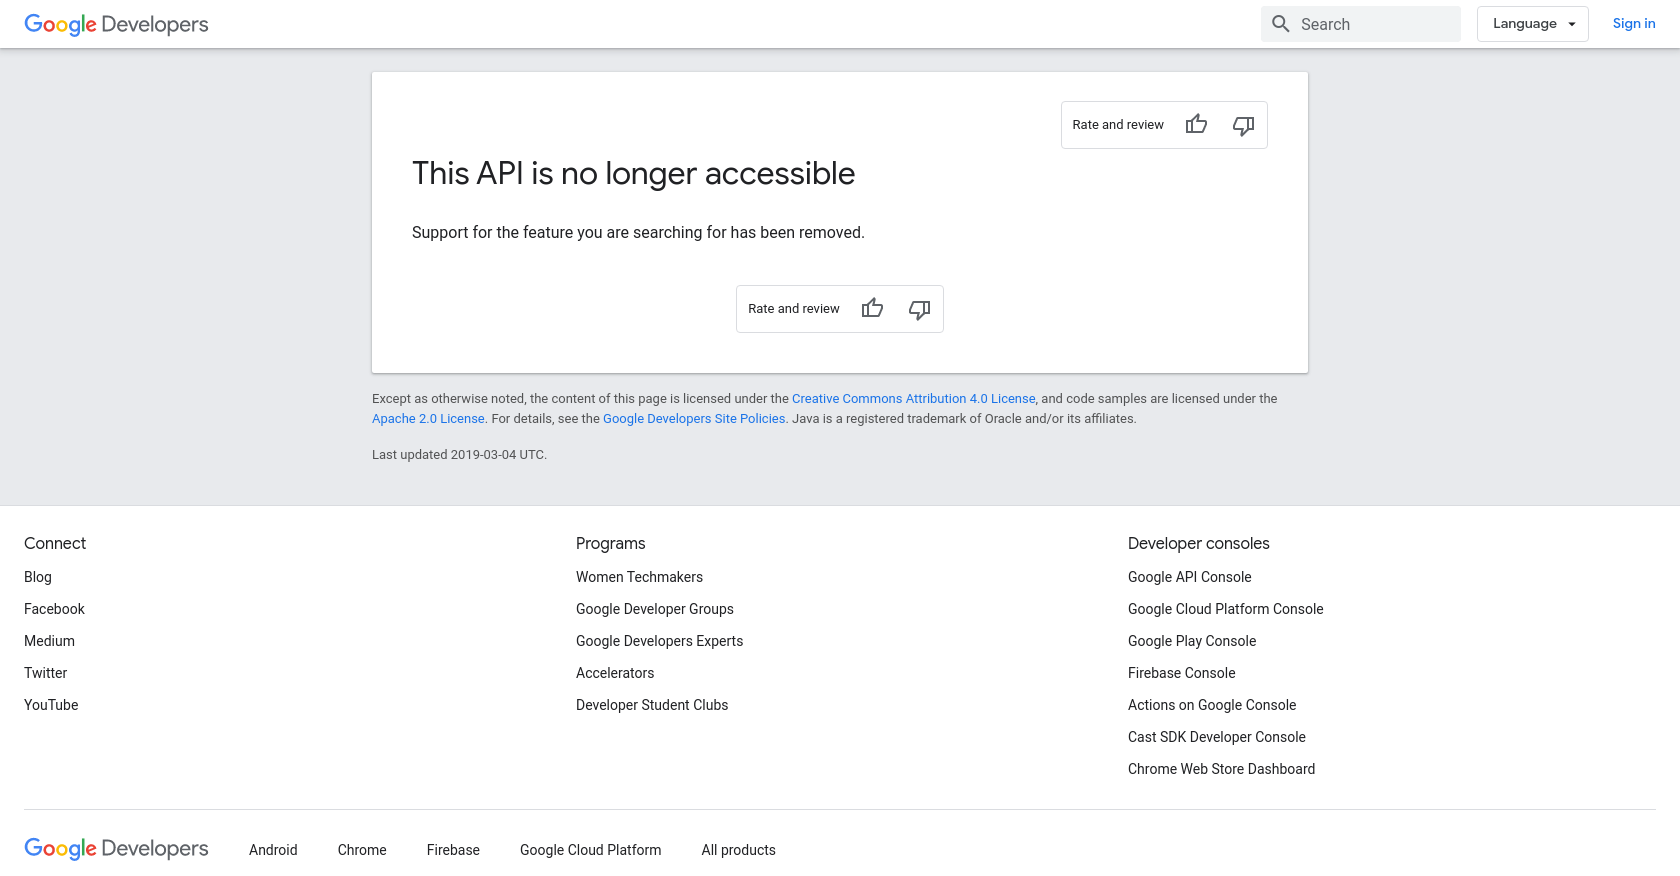 Google Developers
Search
Language
Sign in
Rate and review
This API is no longer accessible
Support for the feature you are searching for has been removed.
Rate and review
Except as otherwise noted, the content of this page is licensed under the Creative Commons Attribution 4.0 License, and code samples are licensed under the
Apache 2.0 License. For details, see the Google Developers Site Policies. Java is a registered trademark of Oracle and/or its affiliates.
Last updated 2019-03-04 UTC.
Connect
Blog
Facebook
Medium
Twitter
YouTube
Programs
Women Techmakers
Google Developer Groups
Google Developers Experts
Accelerators
Developer Student Clubs
Developer consoles
Google API Console
Google Cloud Platform Console
Google Play Console
Firebase Console
Actions on Google Console
Cast SDK Developer Console
Chrome Web Store Dashboard
Google Developers
Android
Chrome
Firebase
Google Cloud Platform
All products